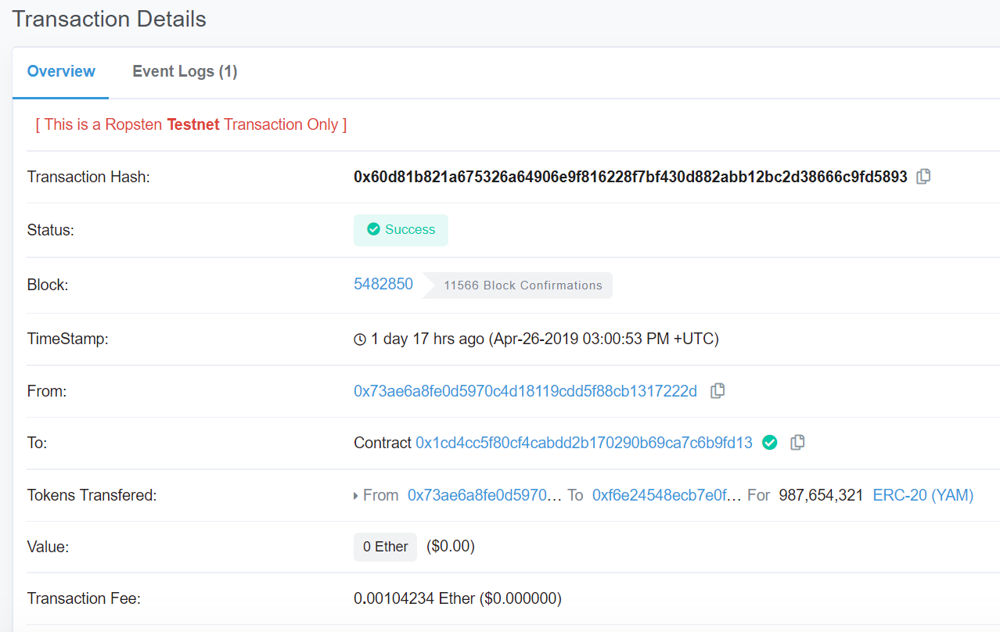 Transaction Details
Overview Event Logs (1)
[ This is a Ropsten Testnet Transaction Only ]
Transaction Hash: 0x60d81b821a675326a64906e9f816228f7bf430d882abb12bc2d38666c9fd5893
Status: Success
Block: 5482850 11566 Block Confirmations
TimeStamp: 1 day 17 hrs ago (Apr-26-2019 03:00:53 PM +UTC)
From: 0x73ae6a8fe0d5970c4d18119cdd5f88cb1317222d
To: Contract 0x1cd4cc5f80cf4cabdd2b170290b69ca7c6b9fd13
Tokens Transfered: From 0x73ae6a8fe0d5970... To 0xf6e24548ecb7e0f... For 987,654,321 ERC-20 (YAM)
Value: 0 Ether ($0.00)
Transaction Fee: 0.00104234 Ether ($0.000000)